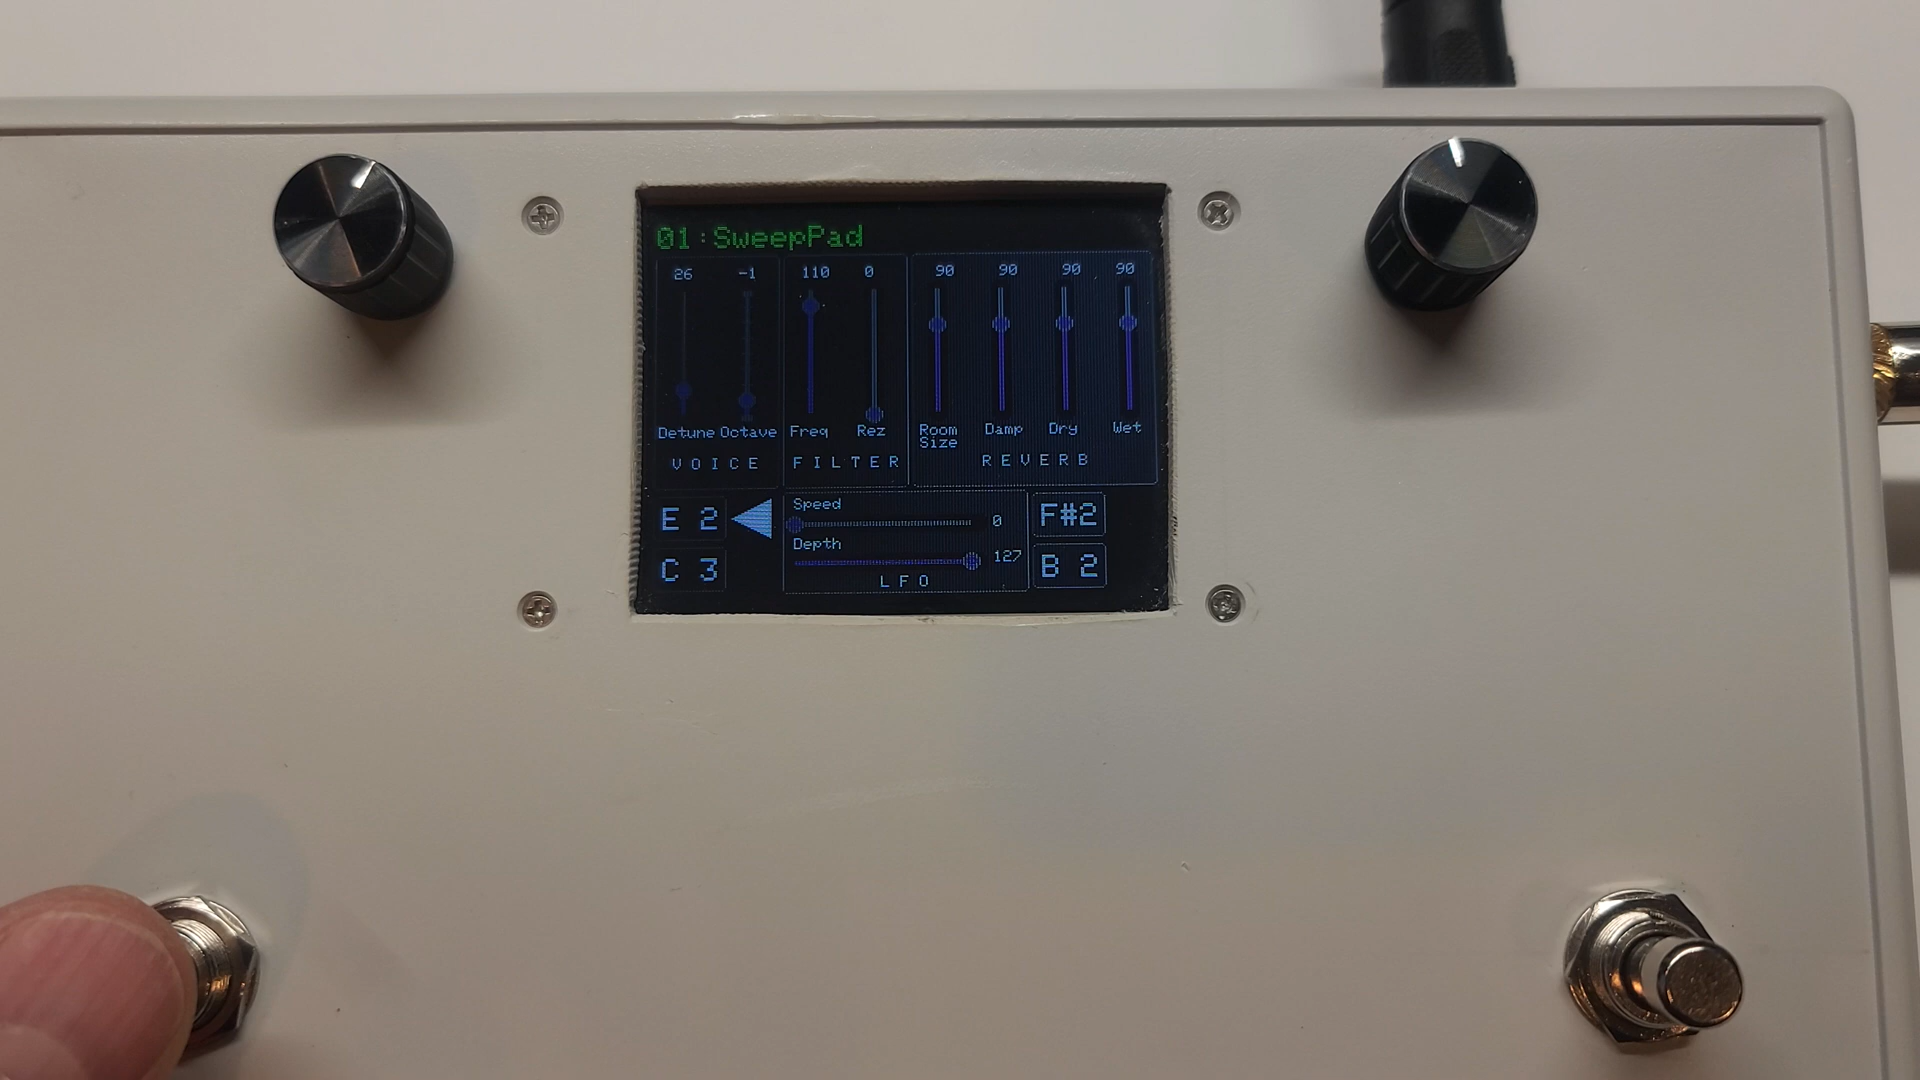 01:SweepPad
26 -1 110 0 90 90 90 90
Detune Octave Freq Rez Room Size Damp Dry Wet
VOICE FILTER REVERB
E 2 Speed 0 F#2
Depth 127
C 3 LFO B 2